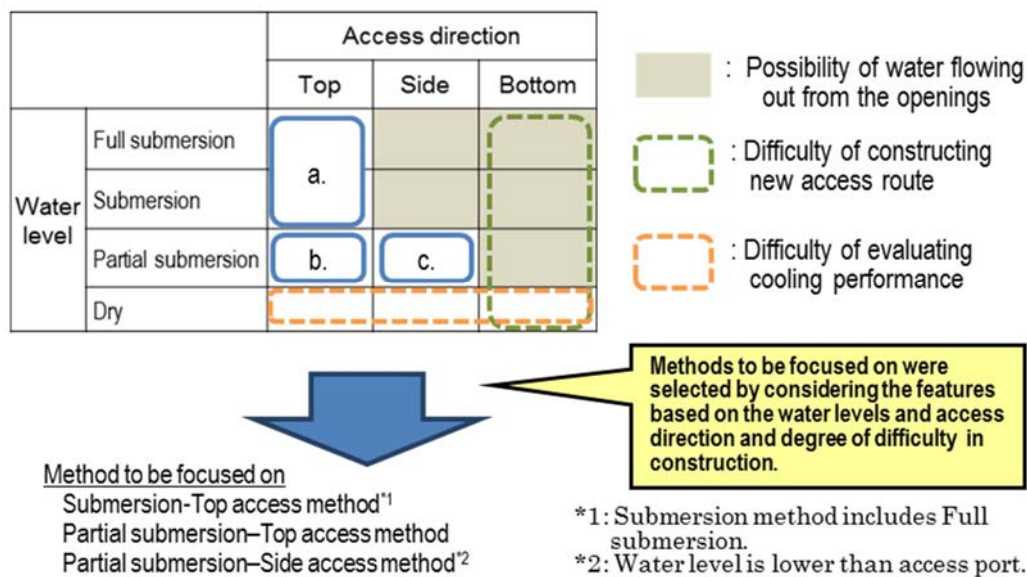 Access direction
Top Side Bottom
Water level
Full submersion
Submersion
Partial submersion
Dry
a.
b. c.
: Possibility of water flowing
out from the openings
: Difficulty of constructing
new access route
: Difficulty of evaluating
cooling performance
Methods to be focused on were
selected by considering the features
based on the water levels and access
direction and degree of difficulty in
construction.
Method to be focused on
Submersion-Top access method*1
Partial submersion–Top access method
Partial submersion–Side access method*2
*1: Submersion method includes Full
submersion.
*2: Water level is lower than access port.